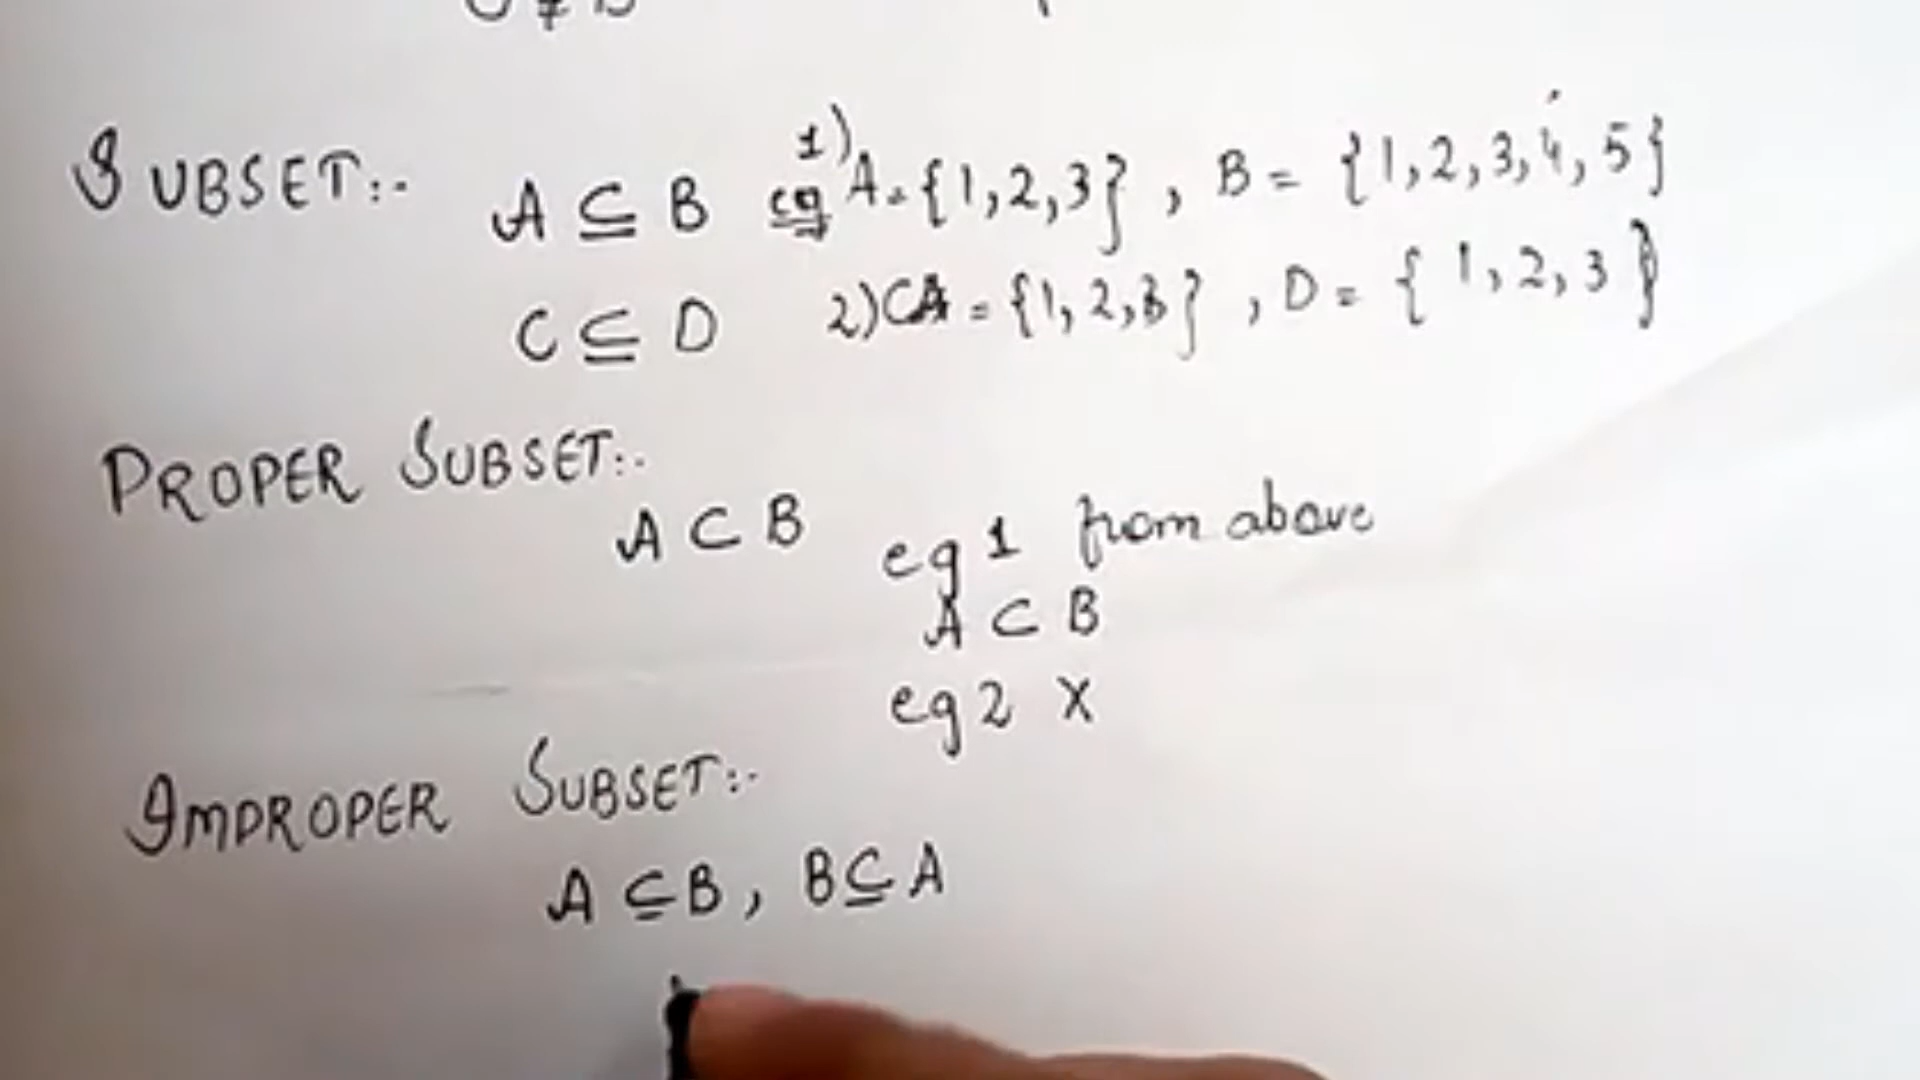 SUBSET:- A ⊆ B eg 1) A = {1,2,3} , B = {1,2,3,4,5}
C ⊆ D 2) C = {1,2,3} , D = {1,2,3}
PROPER SUBSET:-
A ⊂ B eg 1 from above
A ⊂ B
eg 2 X
IMPROPER SUBSET:-
A ⊆ B , B ⊆ A